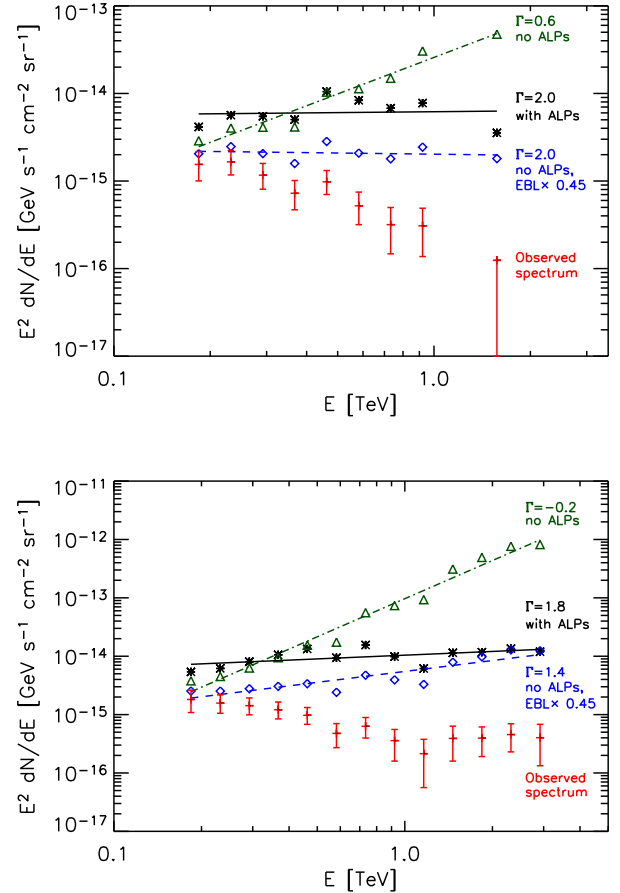 10⁻¹³
10⁻¹⁴
10⁻¹⁵
10⁻¹⁶
10⁻¹⁷
E² dN/dE [GeV s⁻¹ cm⁻² sr⁻¹]
Γ=0.6
no ALPs
Γ=2.0
with ALPs
Γ=2.0
no ALPs,
EBL× 0.45
Observed
spectrum
0.1
1.0
E [TeV]
10⁻¹¹
10⁻¹²
10⁻¹³
10⁻¹⁴
10⁻¹⁵
10⁻¹⁶
10⁻¹⁷
E² dN/dE [GeV s⁻¹ cm⁻² sr⁻¹]
Γ=−0.2
no ALPs
Γ=1.8
with ALPs
Γ=1.4
no ALPs,
EBL× 0.45
Observed
spectrum
0.1
1.0
E [TeV]